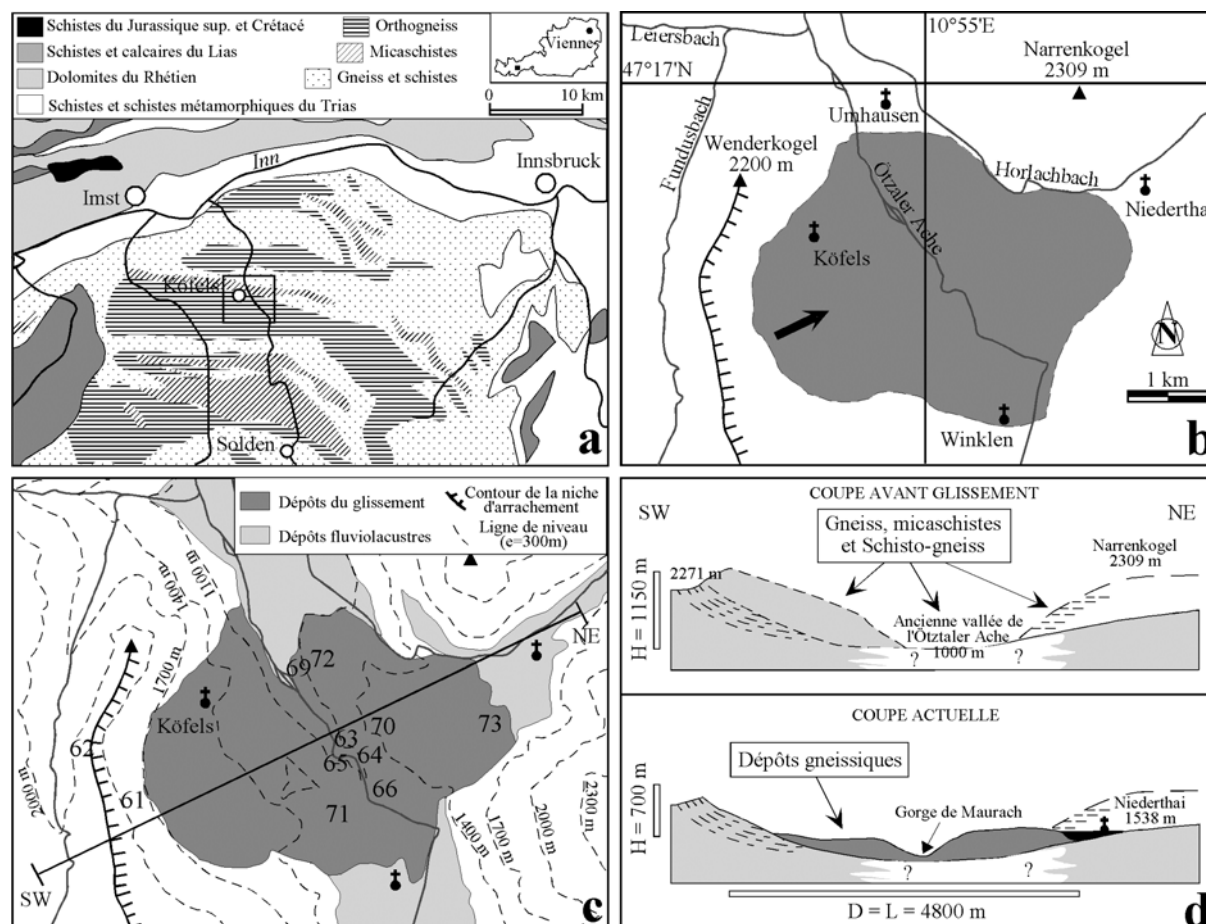 Schistes du Jurassique sup. et Crétacé
Schistes et calcaires du Lias
Dolomites du Rhétien
Schistes et schistes métamorphiques du Trias
Orthogneiss
Micaschistes
Gneiss et schistes
Vienne
0 10 km
Inn
Innsbruck
Imst
Köfels
Solden
a
Leiersbach
10°55'E
47°17'N
Narrenkogel
2309 m
Umhausen
Wenderkogel
2200 m
Fundusbach
Ötzaler Ache
Horlachbach
Niederthai
Köfels
N
1 km
Winklen
b
Dépôts du glissement
Dépôts fluviolacustres
Contour de la niche
d'arrachement
Ligne de niveau
(e=300m)
1100 m
1400 m
1700 m
2000 m
NE
72
69
Köfels
70
73
63
62
65
64
61
66
71
1400 m
1700 m
2000 m
2300 m
SW
c
COUPE AVANT GLISSEMENT
SW
NE
Gneiss, micaschistes
et Schisto-gneiss
Narrenkogel
2309 m
2271 m
H = 1150 m
Ancienne vallée de
l'Ötztaler Ache
1000 m
? ?
COUPE ACTUELLE
Dépôts gneissiques
H = 700 m
Gorge de Maurach
Niederthai
1538 m
? ?
D = L = 4800 m
d